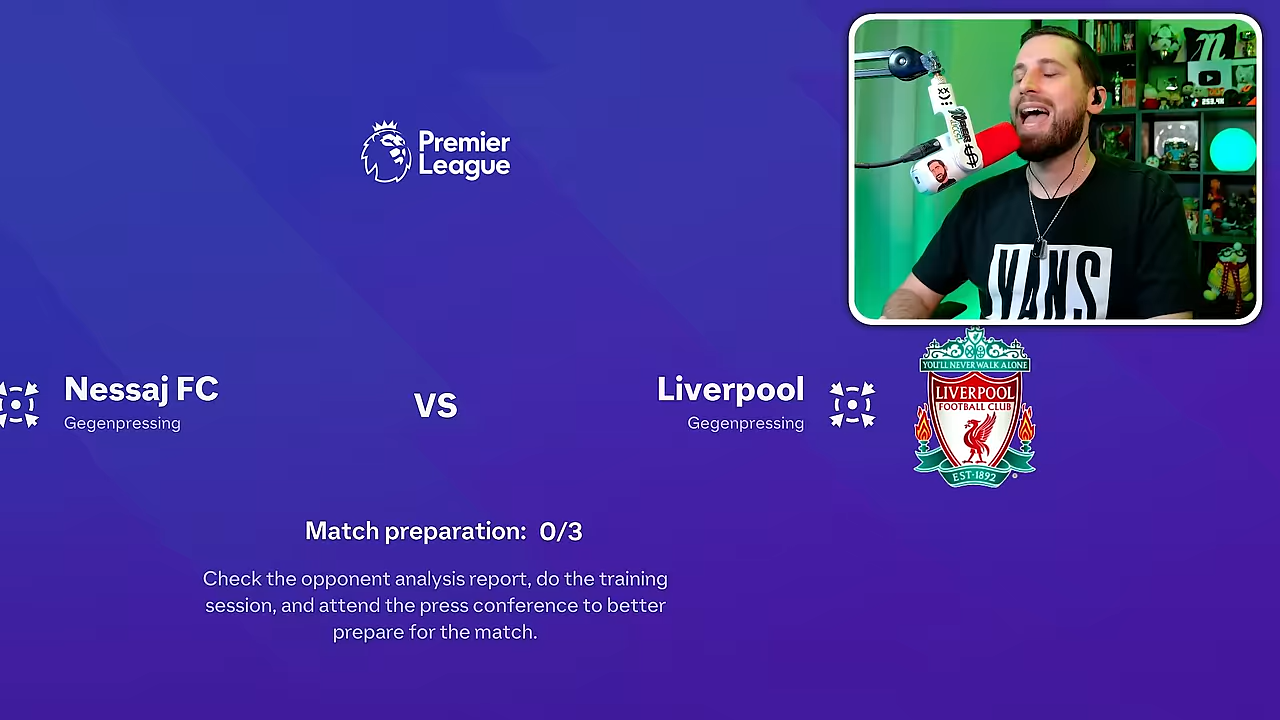 Premier
League
253.4K
VANS
Nessaj FC
Gegenpressing
VS
Liverpool
Gegenpressing
YOU'LL NEVER WALK ALONE
LIVERPOOL
FOOTBALL CLUB
EST·1892
Match preparation: 0/3
Check the opponent analysis report, do the training
session, and attend the press conference to better
prepare for the match.